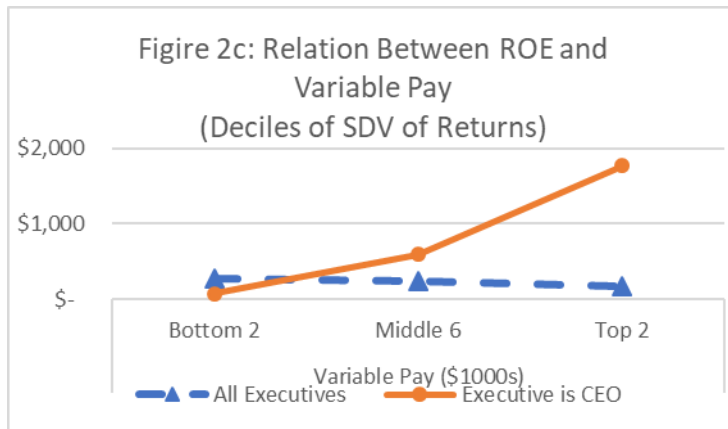 Figire 2c: Relation Between ROE and
Variable Pay
(Deciles of SDV of Returns)
$2,000
$1,000
$-
Bottom 2
Middle 6
Top 2
Variable Pay ($1000s)
All Executives
Executive is CEO